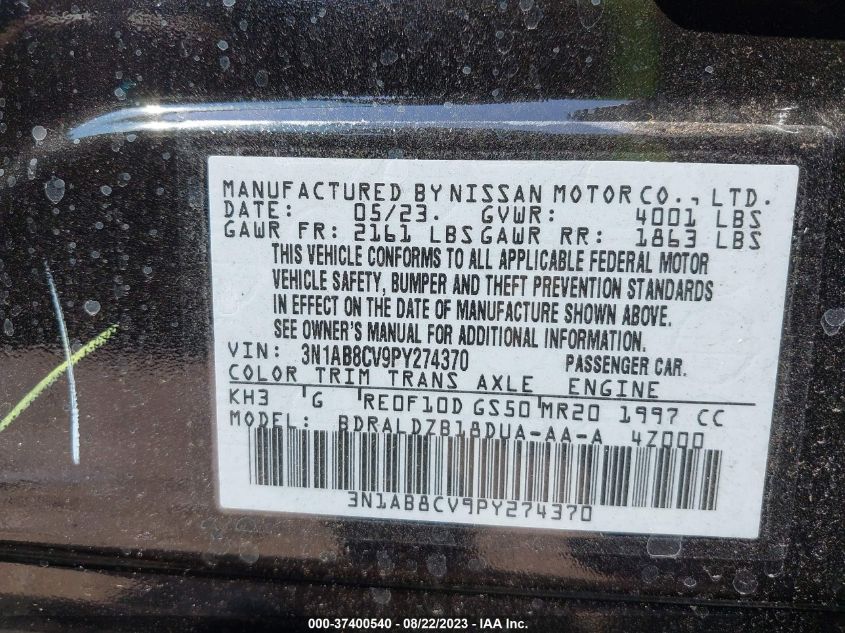 MANUFACTURED BY NISSAN MOTOR CO., LTD.
DATE: 05/23. GVWR: 4001 LBS
GAWR FR: 2161 LBS GAWR RR: 1863 LBS
THIS VEHICLE CONFORMS TO ALL APPLICABLE FEDERAL MOTOR
VEHICLE SAFETY, BUMPER AND THEFT PREVENTION STANDARDS
IN EFFECT ON THE DATE OF MANUFACTURE SHOWN ABOVE.
SEE OWNER'S MANUAL FOR ADDITIONAL INFORMATION.
VIN: 3N1AB8CV9PY274370 PASSENGER CAR.
COLOR TRIM TRANS AXLE ENGINE
KH3 G RE0F10D GS50 MR20 1997 CC
MODEL: BDRALDZB18DUA-AA-A 4Z000
3N1AB8CV9PY274370
000-37400540 - 08/22/2023 - IAA Inc.